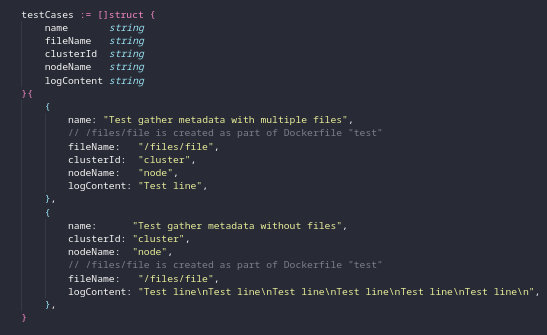 testCases := []struct {
    name       string
    fileName   string
    clusterId  string
    nodeName   string
    logContent string
}{
    {
        name: "Test gather metadata with multiple files",
        // /files/file is created as part of Dockerfile "test"
        fileName:   "/files/file",
        clusterId:  "cluster",
        nodeName:   "node",
        logContent: "Test line",
    },
    {
        name:      "Test gather metadata without files",
        clusterId: "cluster",
        nodeName:  "node",
        // /files/file is created as part of Dockerfile "test"
        fileName:   "/files/file",
        logContent: "Test line\nTest line\nTest line\nTest line\nTest line\nTest line\n",
    },
}